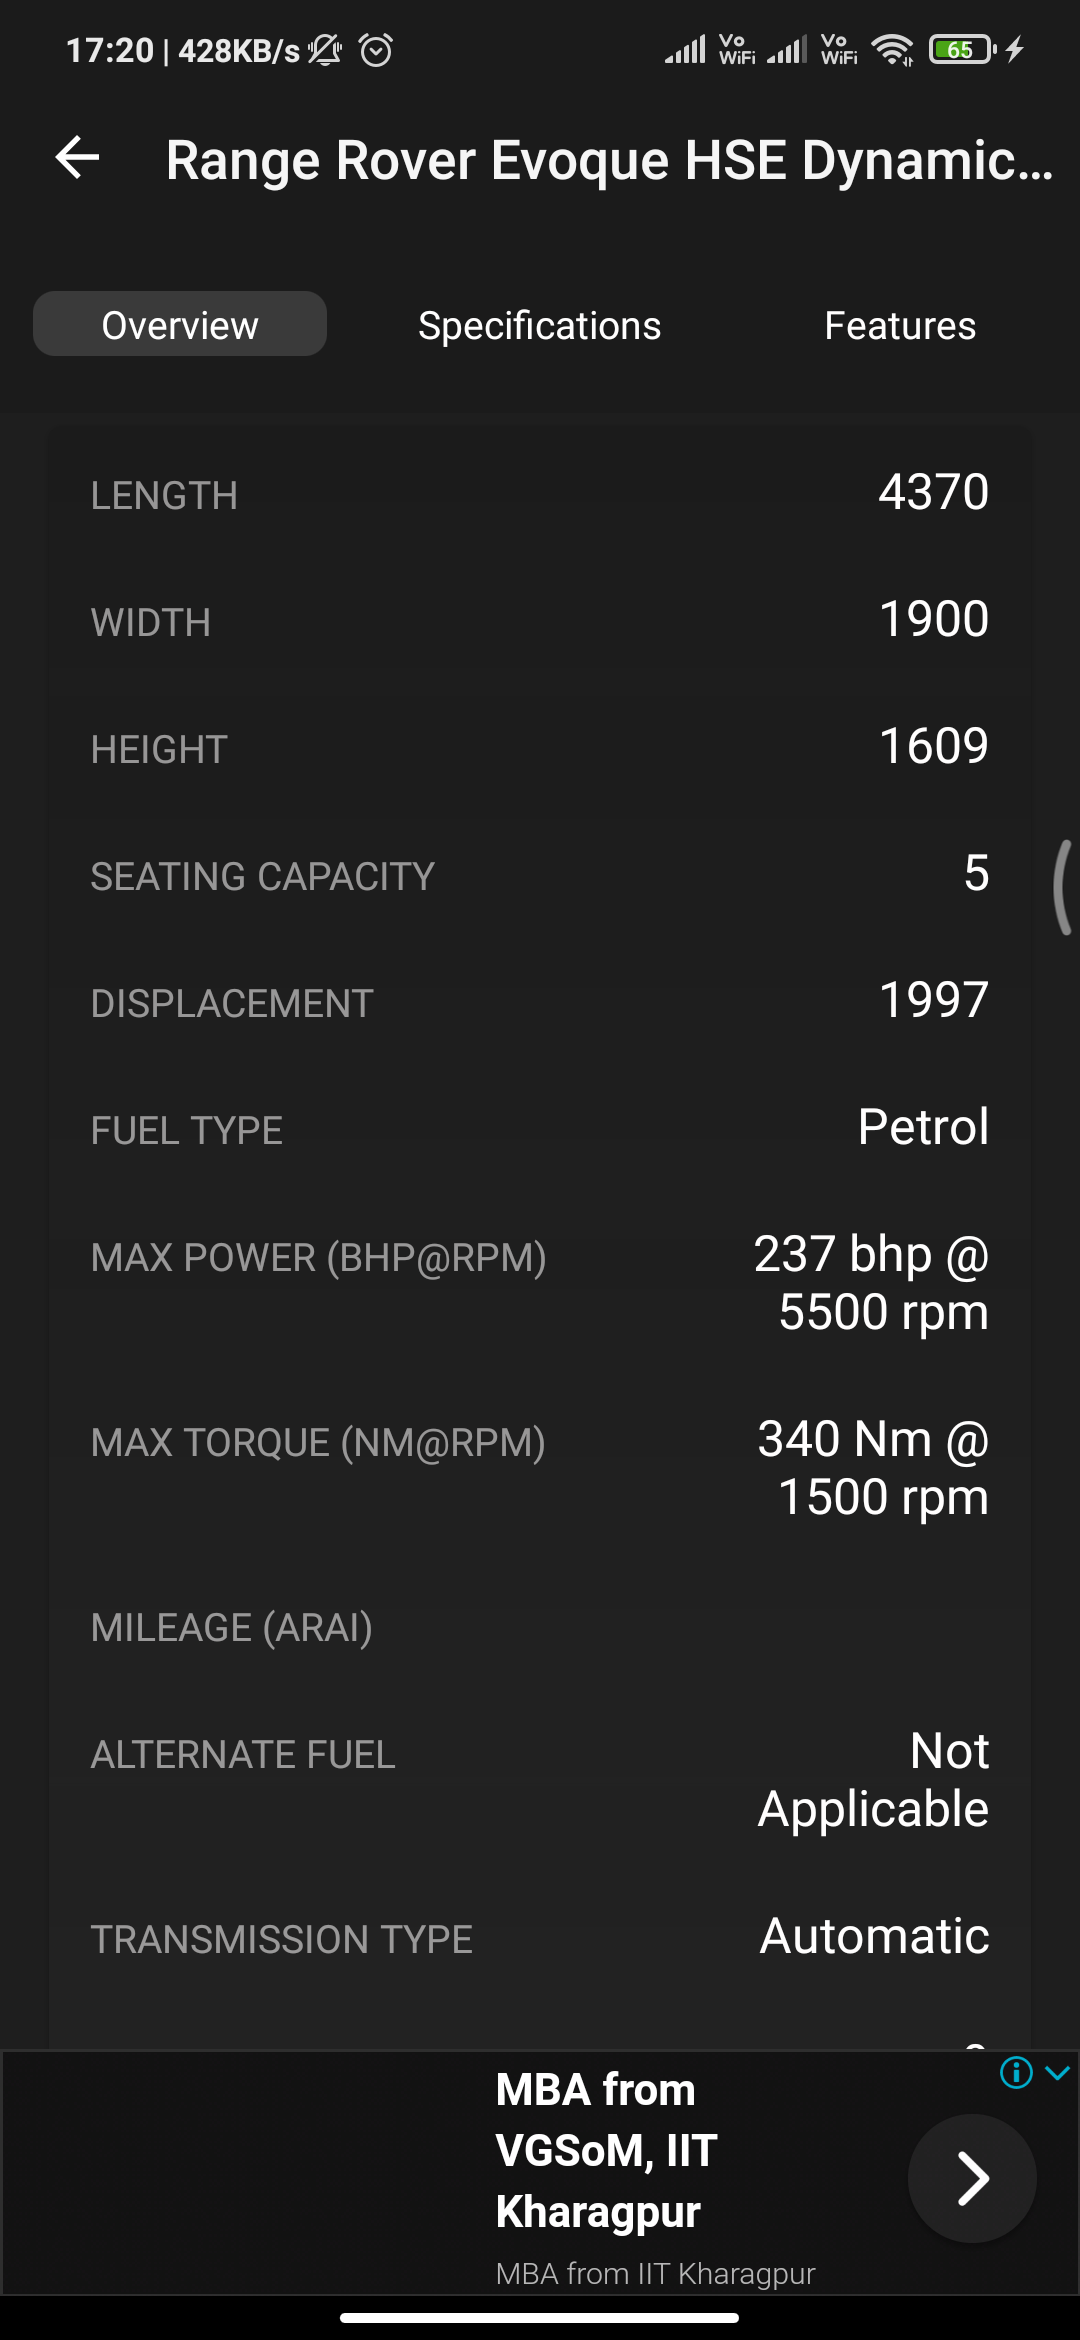 17:20 | 428KB/s Vo WiFi Vo WiFi 65
Range Rover Evoque HSE Dynamic...
Overview Specifications Features
LENGTH 4370
WIDTH 1900
HEIGHT 1609
SEATING CAPACITY 5
DISPLACEMENT 1997
FUEL TYPE Petrol
MAX POWER (BHP@RPM) 237 bhp @
5500 rpm
MAX TORQUE (NM@RPM) 340 Nm @
1500 rpm
MILEAGE (ARAI)
ALTERNATE FUEL Not
Applicable
TRANSMISSION TYPE Automatic
MBA from
VGSoM, IIT
Kharagpur
MBA from IIT Kharagpur